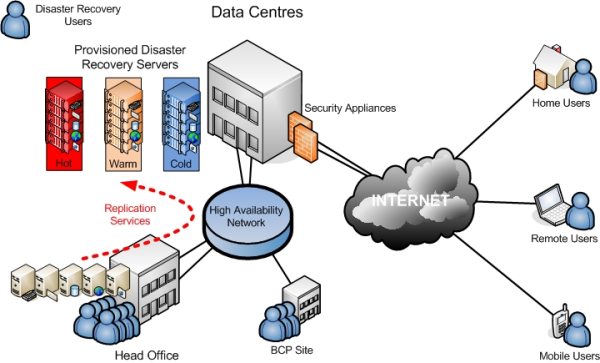 Disaster Recovery
Users
Data Centres
Provisioned Disaster
Recovery Servers
Hot
Warm
Cold
Security Appliances
Home Users
Replication
Services
High Availability
Network
INTERNET
Remote Users
Head Office
BCP Site
Mobile Users